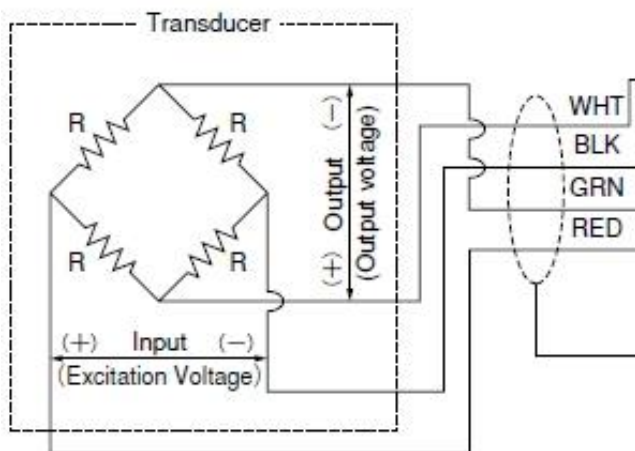 Transducer
R
R
R
R
(+) Output (−)
(Output voltage)
(+) Input (−)
(Excitation Voltage)
WHT
BLK
GRN
RED